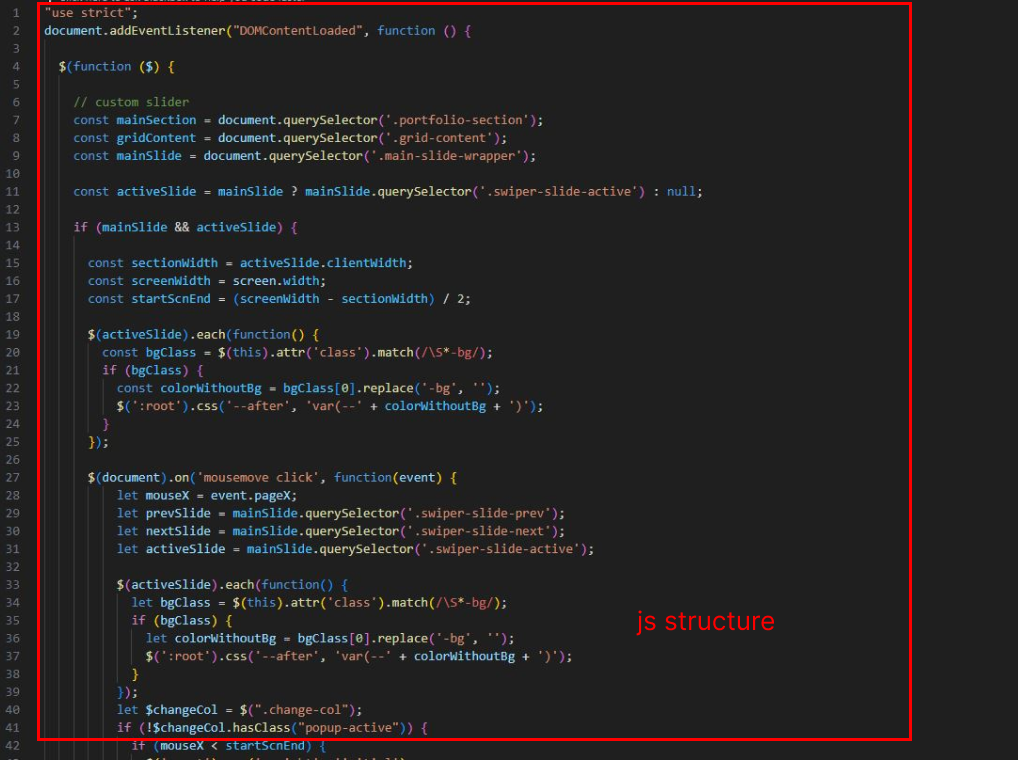 1 "use strict";
2 document.addEventListener("DOMContentLoaded", function () {
3
4 $(function ($) {
5
6 // custom slider
7 const mainSection = document.querySelector('.portfolio-section');
8 const gridContent = document.querySelector('.grid-content');
9 const mainSlide = document.querySelector('.main-slide-wrapper');
10
11 const activeSlide = mainSlide ? mainSlide.querySelector('.swiper-slide-active') : null;
12
13 if (mainSlide && activeSlide) {
14
15 const sectionWidth = activeSlide.clientWidth;
16 const screenWidth = screen.width;
17 const startScnEnd = (screenWidth - sectionWidth) / 2;
18
19 $(activeSlide).each(function() {
20 const bgClass = $(this).attr('class').match(/\S*-bg/);
21 if (bgClass) {
22 const colorWithoutBg = bgClass[0].replace('-bg', '');
23 $(':root').css('--after', 'var(--' + colorWithoutBg + ')');
24 }
25 });
26
27 $(document).on('mousemove click', function(event) {
28 let mouseX = event.pageX;
29 let prevSlide = mainSlide.querySelector('.swiper-slide-prev');
30 let nextSlide = mainSlide.querySelector('.swiper-slide-next');
31 let activeSlide = mainSlide.querySelector('.swiper-slide-active');
32
33 $(activeSlide).each(function() {
34 let bgClass = $(this).attr('class').match(/\S*-bg/);
35 if (bgClass) {
36 let colorWithoutBg = bgClass[0].replace('-bg', '');
37 $(':root').css('--after', 'var(--' + colorWithoutBg + ')');
38 }
39 });
40 let $changeCol = $(".change-col");
41 if (!$changeCol.hasClass("popup-active")) {
42 if (mouseX < startScnEnd) {
js structure